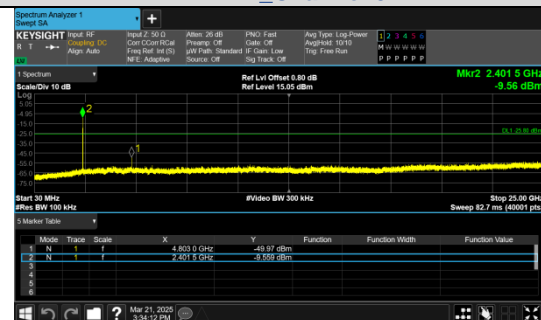 Spectrum Analyzer 1
Swept SA
+
KEYSIGHT Input: RF Input Z: 50 Ω Atten: 26 dB PNO: Fast Avg Type: Log-Power 1 2 3 4 5 6
R T Coupling: DC Corr CCorr RCal Preamp: Off Gate: Off Avg|Hold: 10/10 M W W W W W
Align: Auto Freq Ref: Int (S) µW Path: Standard IF Gain: Low Trig: Free Run P P P P P P
LW NFE: Adaptive Source: Off Sig Track: Off
1 Spectrum Ref Lvl Offset 0.80 dB Mkr2 2.401 5 GHz
Scale/Div 10 dB Ref Level 15.05 dBm -9.56 dBm
Log
5.05
2
-4.95
-15.0
-25.0 DL1 -25.93 dBm
-35.0
-45.0 1
-55.0
-65.0
-75.0
Start 30 MHz #Video BW 300 kHz Stop 25.00 GHz
#Res BW 100 kHz Sweep 82.7 ms (40001 pts)
5 Marker Table
Mode Trace Scale X Y Function Function Width Function Value
1 N 1 f 4.803 0 GHz -49.97 dBm
2 N 1 f 2.401 5 GHz -9.559 dBm
3
4
5
6
? Mar 21, 2025
3:34:12 PM